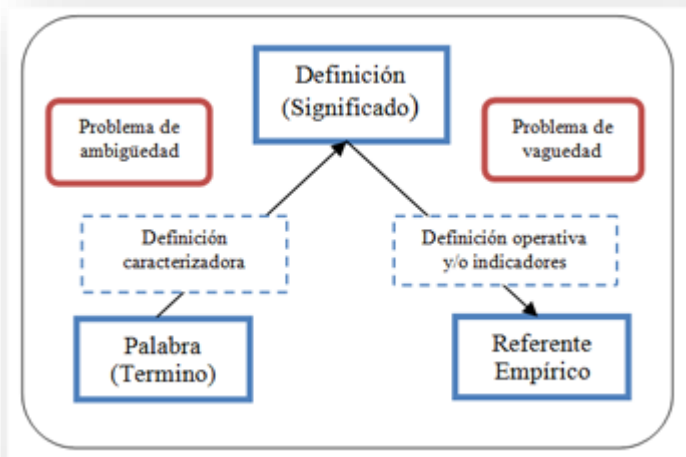 Definición
(Significado)
Problema de
ambigüedad
Problema de
vaguedad
Definición
caracterizadora
Definición operativa
y/o indicadores
Palabra
(Termino)
Referente
Empírico